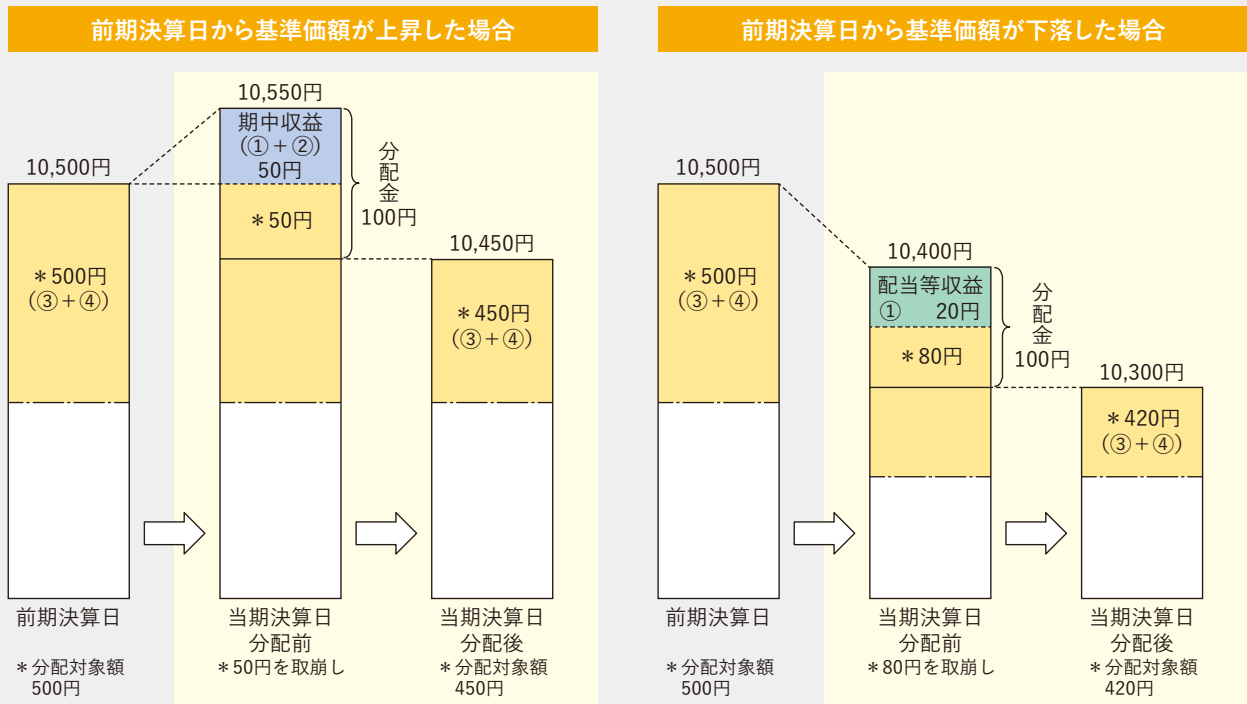 前期決算日から基準価額が上昇した場合
10,550円
期中収益
(①+②)
50円
分配金
100円
10,500円
*50円
*500円
(③+④)
10,450円
*450円
(③+④)
前期決算日
当期決算日
分配前
当期決算日
分配後
*分配対象額
500円
*50円を取崩し
*分配対象額
450円
前期決算日から基準価額が下落した場合
10,500円
*500円
(③+④)
10,400円
配当等収益
① 20円
*80円
分配金
100円
10,300円
*420円
(③+④)
前期決算日
当期決算日
分配前
当期決算日
分配後
*分配対象額
500円
*80円を取崩し
*分配対象額
420円